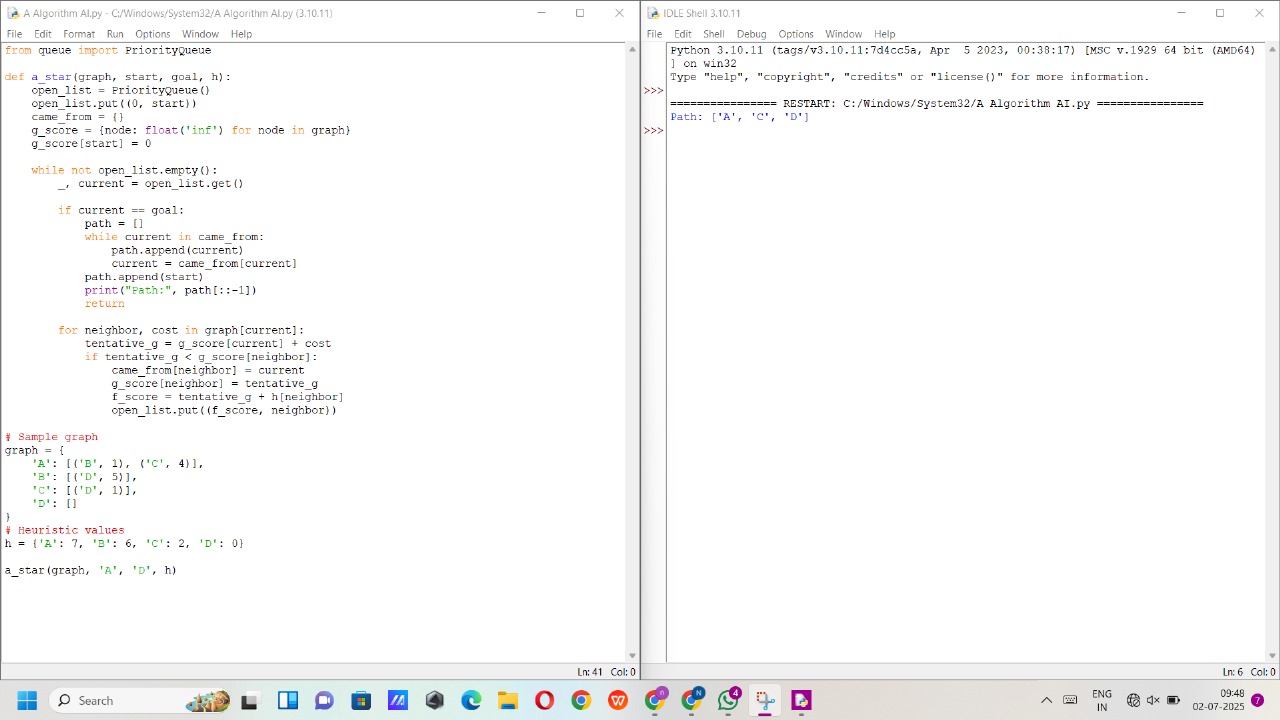 A Algorithm AI.py - C:/Windows/System32/A Algorithm AI.py (3.10.11)
File Edit Format Run Options Window Help
from queue import PriorityQueue

def a_star(graph, start, goal, h):
    open_list = PriorityQueue()
    open_list.put((0, start))
    came_from = {}
    g_score = {node: float('inf') for node in graph}
    g_score[start] = 0

    while not open_list.empty():
        _, current = open_list.get()

        if current == goal:
            path = []
            while current in came_from:
                path.append(current)
                current = came_from[current]
            path.append(start)
            print("Path:", path[::-1])
            return

        for neighbor, cost in graph[current]:
            tentative_g = g_score[current] + cost
            if tentative_g < g_score[neighbor]:
                came_from[neighbor] = current
                g_score[neighbor] = tentative_g
                f_score = tentative_g + h[neighbor]
                open_list.put((f_score, neighbor))

# Sample graph
graph = {
    'A': [('B', 1), ('C', 4)],
    'B': [('D', 5)],
    'C': [('D', 1)],
    'D': []
}
# Heuristic values
h = {'A': 7, 'B': 6, 'C': 2, 'D': 0}

a_star(graph, 'A', 'D', h)
Ln: 41 Col: 0
IDLE Shell 3.10.11
File Edit Shell Debug Options Window Help
Python 3.10.11 (tags/v3.10.11:7d4cc5a, Apr  5 2023, 00:38:17) [MSC v.1929 64 bit (AMD64)
] on win32
Type "help", "copyright", "credits" or "license()" for more information.
>>>
================ RESTART: C:/Windows/System32/A Algorithm AI.py ================
Path: ['A', 'C', 'D']
>>>
Ln: 6 Col: 0
Search
n
N
4
ENG
IN
09:48
02-07-2025
7